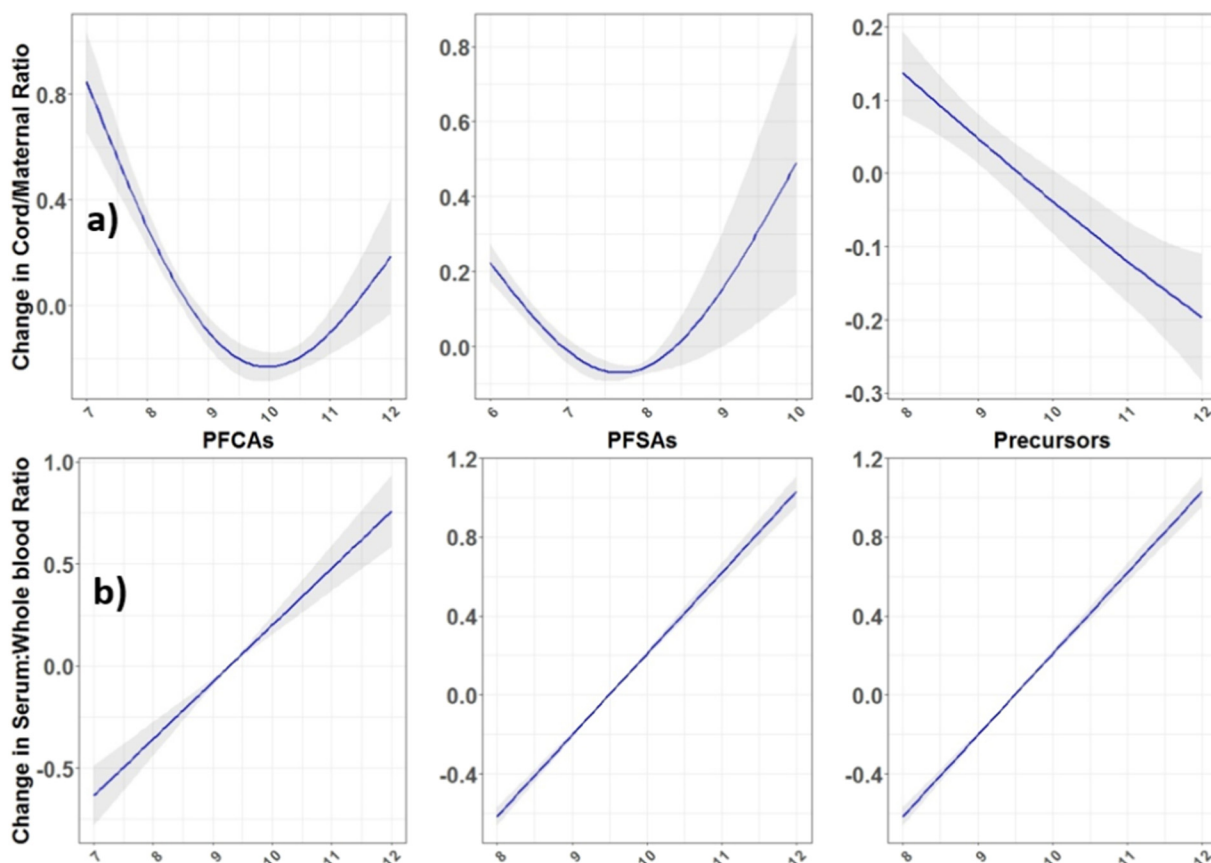 Change in Cord/Maternal Ratio
0.8
0.4
0.0
a)
7 8 9 10 11 12
PFCAs
0.8
0.6
0.4
0.2
0.0
6 7 8 9 10
PFSAs
0.2
0.1
0.0
-0.1
-0.2
-0.3
8 9 10 11 12
Precursors
Change in Serum:Whole blood Ratio
1.0
0.5
0.0
-0.5
b)
7 8 9 10 11 12
1.2
0.8
0.4
0.0
-0.4
8 9 10 11 12
1.2
0.8
0.4
0.0
-0.4
8 9 10 11 12